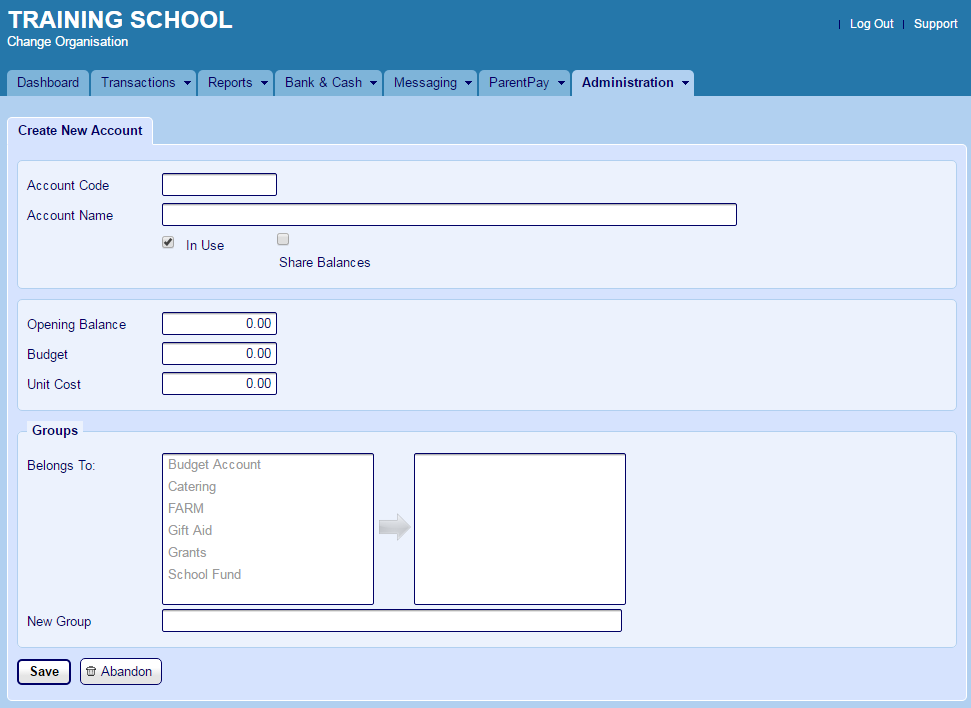 TRAINING SCHOOL
Change Organisation
| Log Out | Support
Dashboard Transactions Reports Bank & Cash Messaging ParentPay Administration
Create New Account
Account Code
Account Name
In Use
Share Balances
Opening Balance 0.00
Budget 0.00
Unit Cost 0.00
Groups
Belongs To:
Budget Account
Catering
FARM
Gift Aid
Grants
School Fund
New Group
Save Abandon